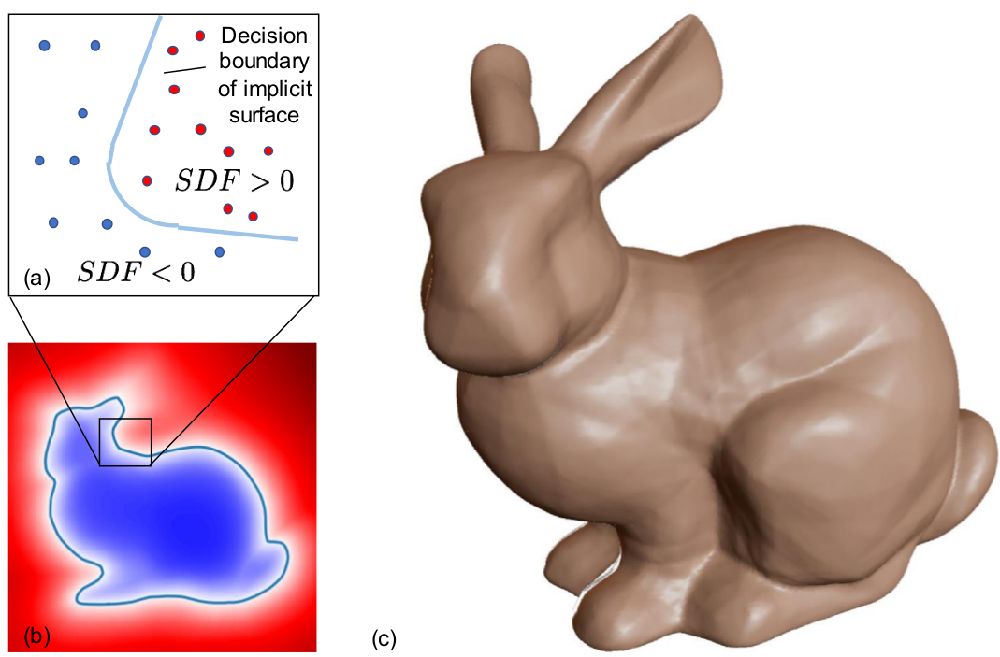 Decision
boundary
of implicit
surface
SDF > 0
SDF < 0
(a)
(b)
(c)